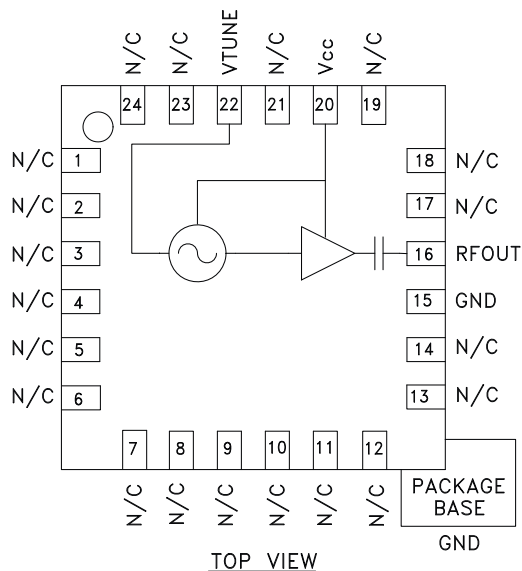 N/C N/C VTUNE N/C Vcc N/C
24 23 22 21 20 19
N/C 1 18 N/C
N/C 2 17 N/C
N/C 3 16 RFOUT
N/C 4 15 GND
N/C 5 14 N/C
N/C 6 13 N/C
7 8 9 10 11 12
N/C N/C N/C N/C N/C N/C
PACKAGE
BASE
GND
TOP VIEW